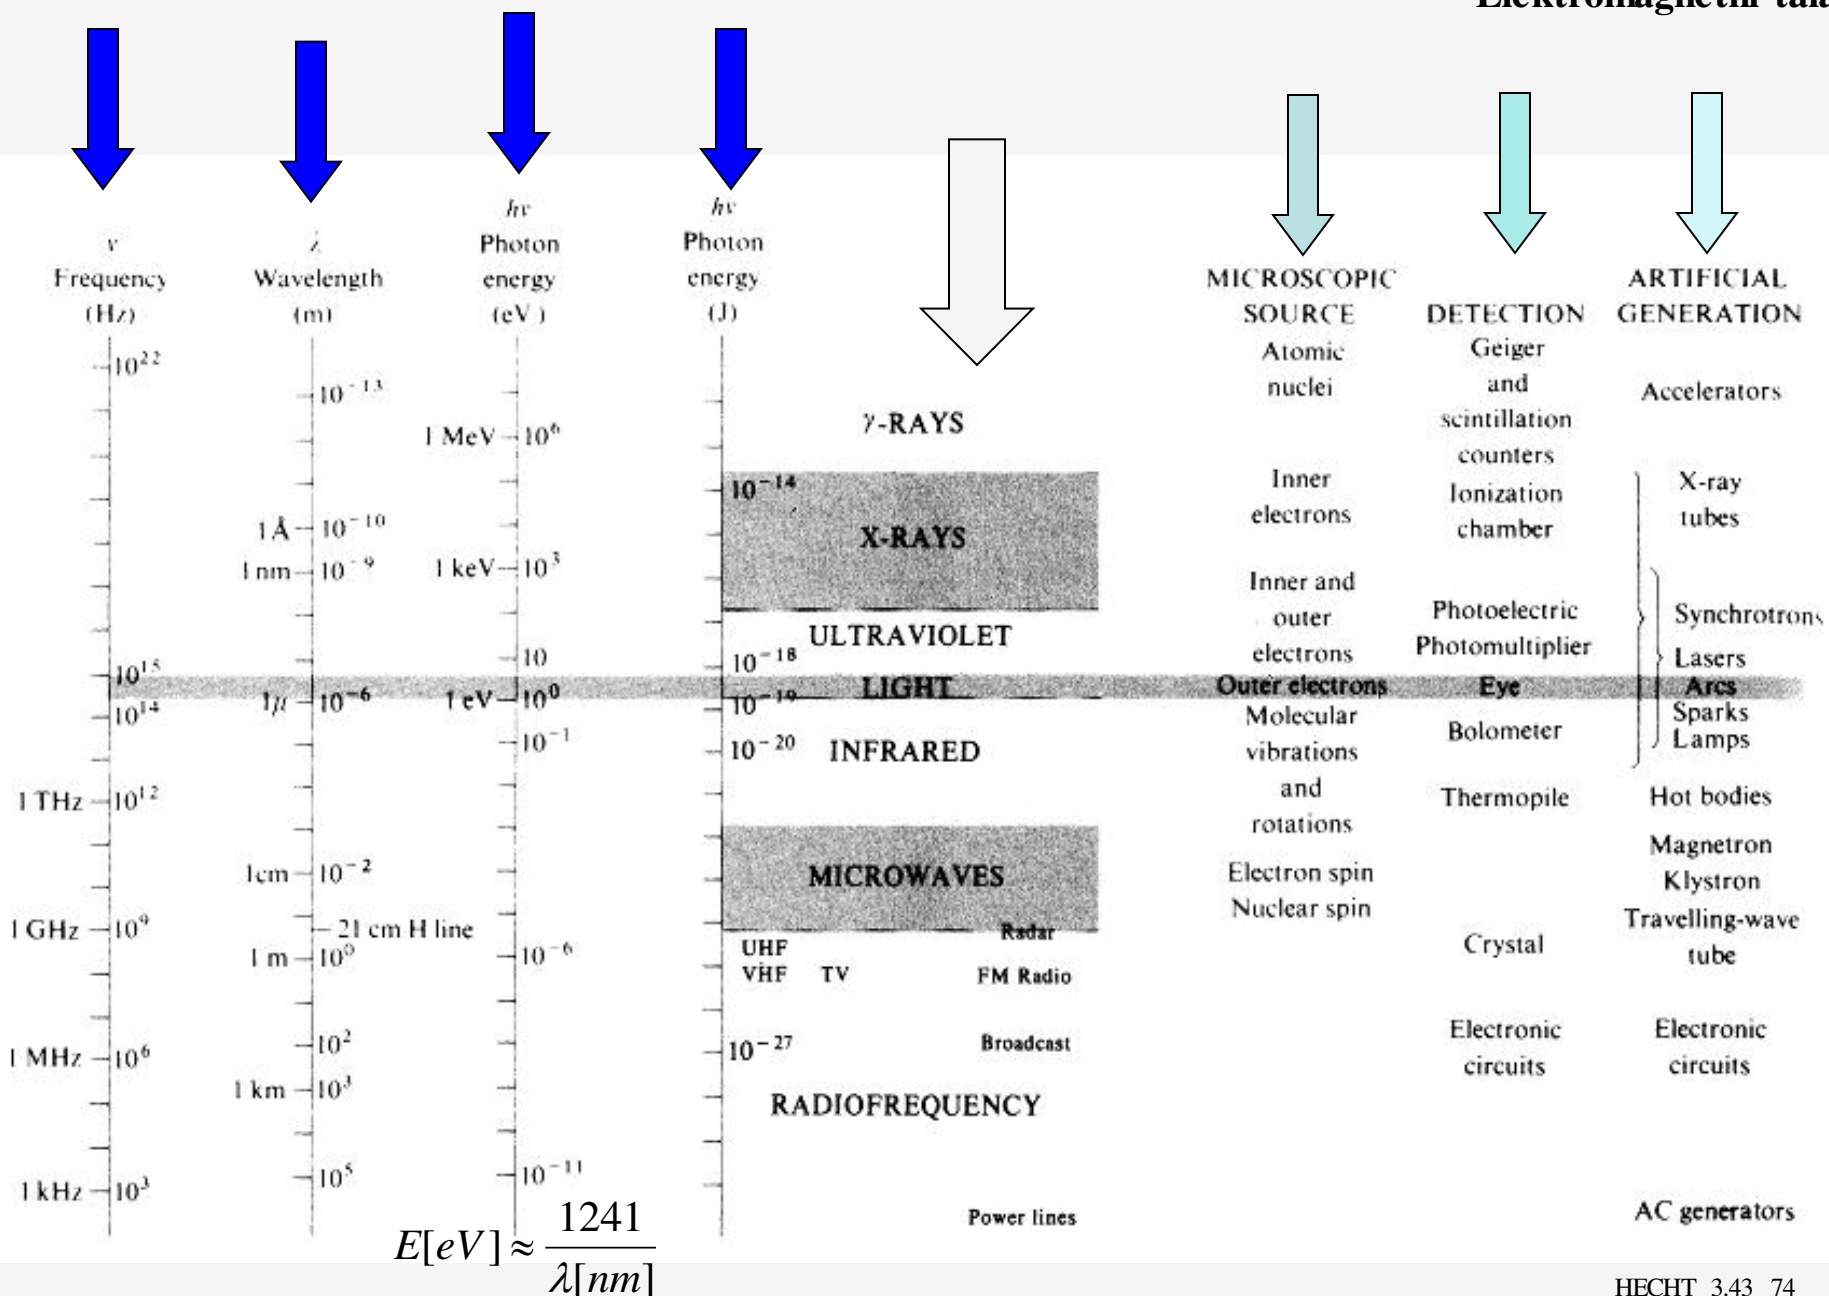 ν
Frequency
(Hz)
10²²
10¹⁵
10¹⁴
1 THz 10¹²
1 GHz 10⁹
1 MHz 10⁶
1 kHz 10³
λ
Wavelength
(m)
10⁻¹³
1 Å 10⁻¹⁰
1 nm 10⁻⁹
1μ 10⁻⁶
1cm 10⁻²
21 cm H line
1 m 10⁰
10²
1 km 10³
10⁵
hν
Photon
energy
(eV)
1 MeV 10⁶
1 keV 10³
10
1 eV 10⁰
10⁻¹
10⁻⁶
10⁻¹¹
hν
Photon
energy
(J)
10⁻¹⁴
10⁻¹⁸
10⁻¹⁹
10⁻²⁰
10⁻²⁷
γ-RAYS
X-RAYS
ULTRAVIOLET
LIGHT
INFRARED
MICROWAVES
Radar
UHF
VHF TV FM Radio
Broadcast
RADIOFREQUENCY
Power lines
MICROSCOPIC
SOURCE
Atomic
nuclei
Inner
electrons
Inner and
outer
electrons
Outer electrons
Molecular
vibrations
and
rotations
Electron spin
Nuclear spin
DETECTION
Geiger
and
scintillation
counters
Ionization
chamber
Photoelectric
Photomultiplier
Eye
Bolometer
Thermopile
Crystal
Electronic
circuits
ARTIFICIAL
GENERATION
Accelerators
X-ray
tubes
Synchrotrons
Lasers
Arcs
Sparks
Lamps
Hot bodies
Magnetron
Klystron
Travelling-wave
tube
Electronic
circuits
AC generators
E[eV] ≈ 1241
λ[nm]
HECHT 3.43 74